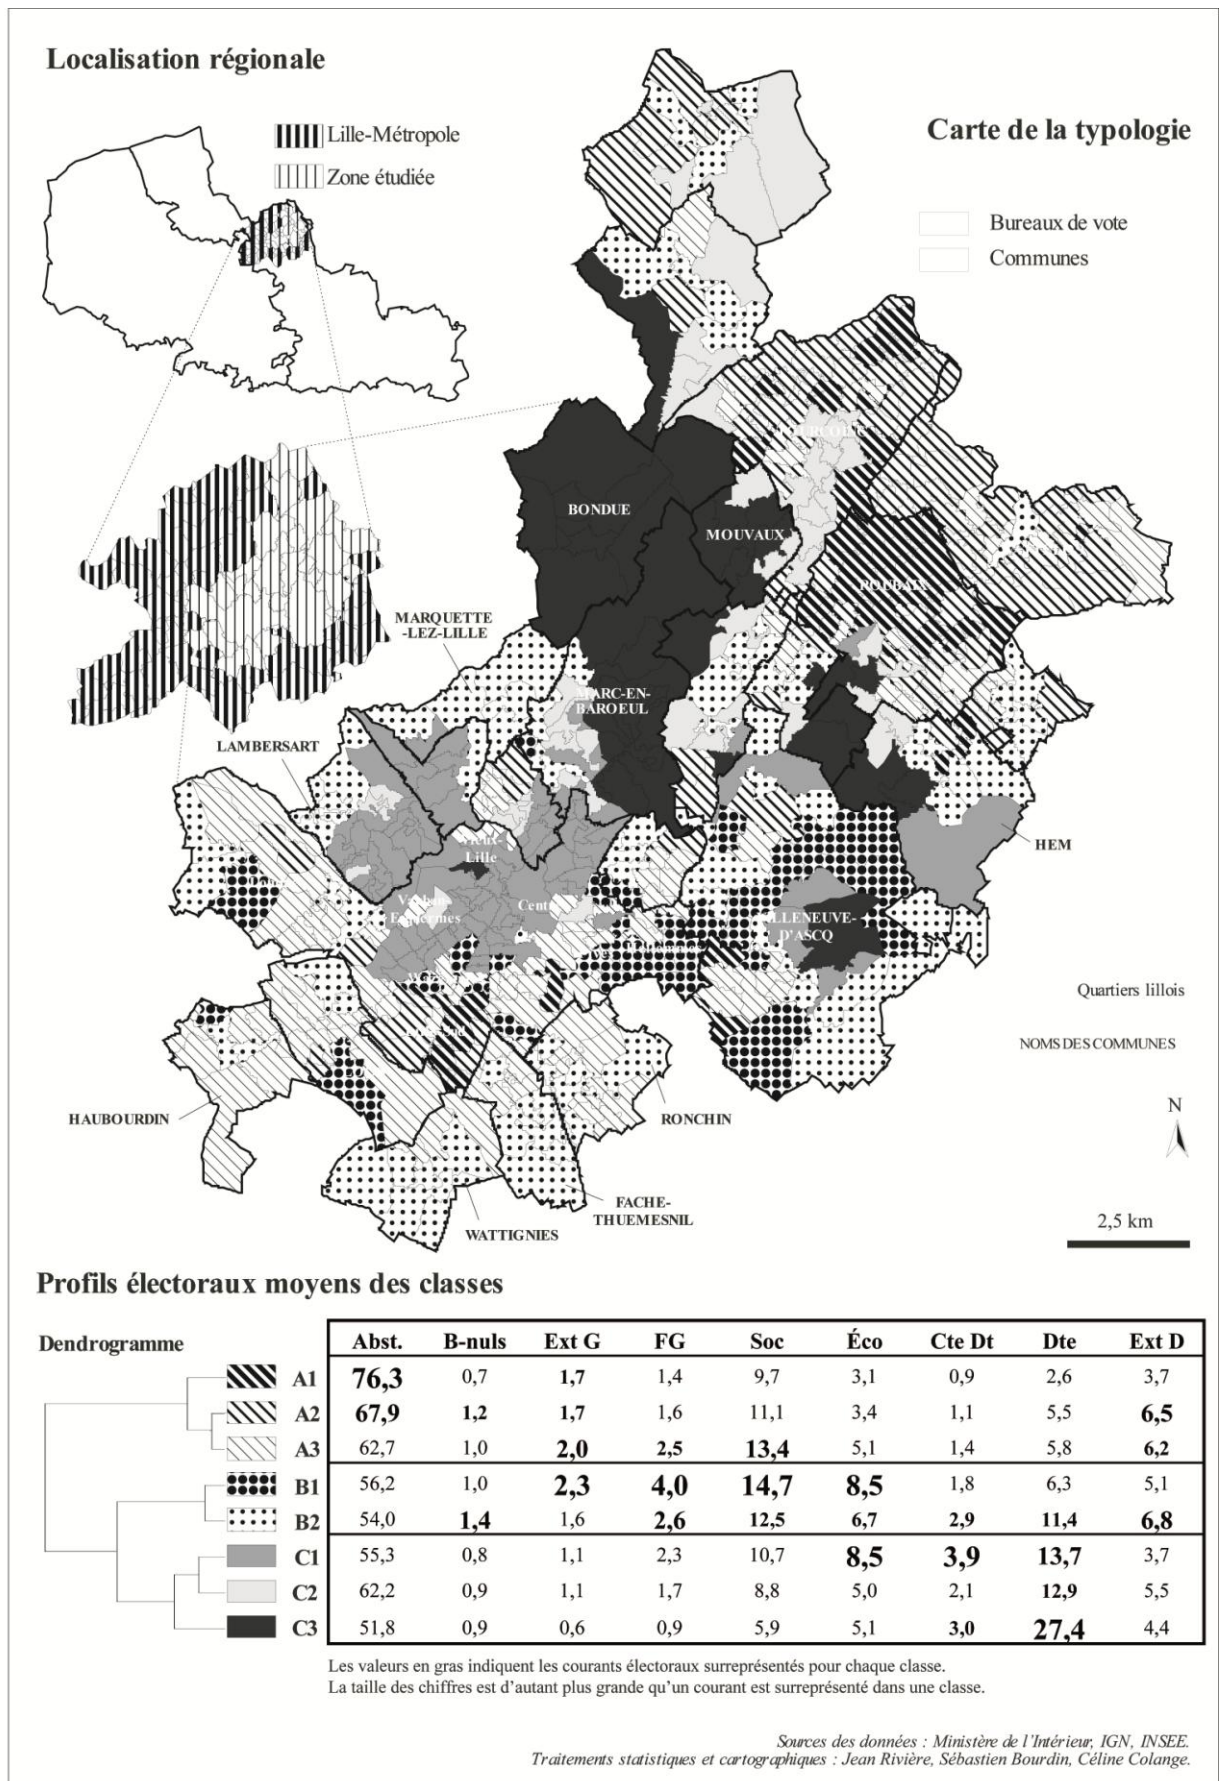 Localisation régionale
Lille-Métropole
Zone étudiée
Carte de la typologie
Bureaux de vote
Communes
BONDUE
MOUVAUX
ROUBAIX
MARQUETTE
-LEZ-LILLE
MARC-EN-
BAROEUL
LAMBERSART
Vieux-
Lille
HEM
Centre
ILLENEUVE-
D'ASCQ
Quartiers lillois
NOMS DES COMMUNES
N
HAUBOURDIN
RONCHIN
FACHE-
THUEMESNIL
WATTIGNIES
2,5 km
Profils électoraux moyens des classes
Dendrogramme
Abst. B-nuls Ext G FG Soc Éco Cte Dt Dte Ext D
A1 76,3 0,7 1,7 1,4 9,7 3,1 0,9 2,6 3,7
A2 67,9 1,2 1,7 1,6 11,1 3,4 1,1 5,5 6,5
A3 62,7 1,0 2,0 2,5 13,4 5,1 1,4 5,8 6,2
B1 56,2 1,0 2,3 4,0 14,7 8,5 1,8 6,3 5,1
B2 54,0 1,4 1,6 2,6 12,5 6,7 2,9 11,4 6,8
C1 55,3 0,8 1,1 2,3 10,7 8,5 3,9 13,7 3,7
C2 62,2 0,9 1,1 1,7 8,8 5,0 2,1 12,9 5,5
C3 51,8 0,9 0,6 0,9 5,9 5,1 3,0 27,4 4,4
Les valeurs en gras indiquent les courants électoraux surreprésentés pour chaque classe.
La taille des chiffres est d'autant plus grande qu'un courant est surreprésenté dans une classe.
Sources des données : Ministère de l'Intérieur, IGN, INSEE.
Traitements statistiques et cartographiques : Jean Rivière, Sébastien Bourdin, Céline Colange.